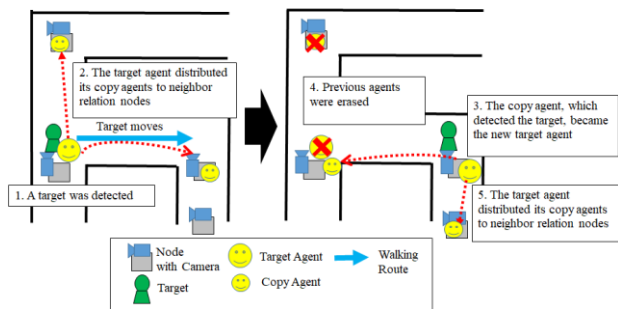 2. The target agent distributed
its copy agents to neighbor
relation nodes
Target moves
1. A target was detected
4. Previous agents
were erased
3. The copy agent, which
detected the target, became
the new target agent
5. The target agent
distributed its copy agents
to neighbor relation nodes
Node
with Camera
Target
Target Agent
Copy Agent
Walking
Route